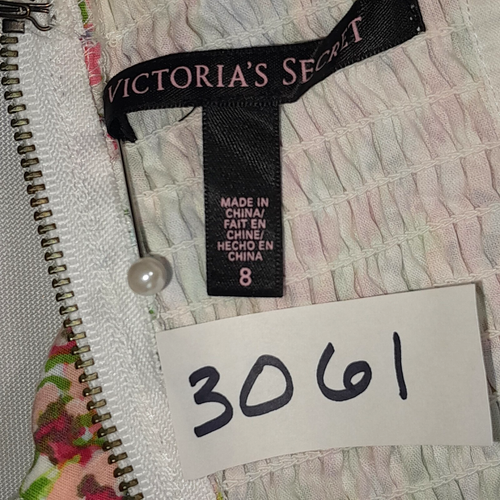 VICTORIA'S SECRET
MADE IN
CHINA/
FAIT EN
CHINE/
HECHO EN
CHINA
8
3061